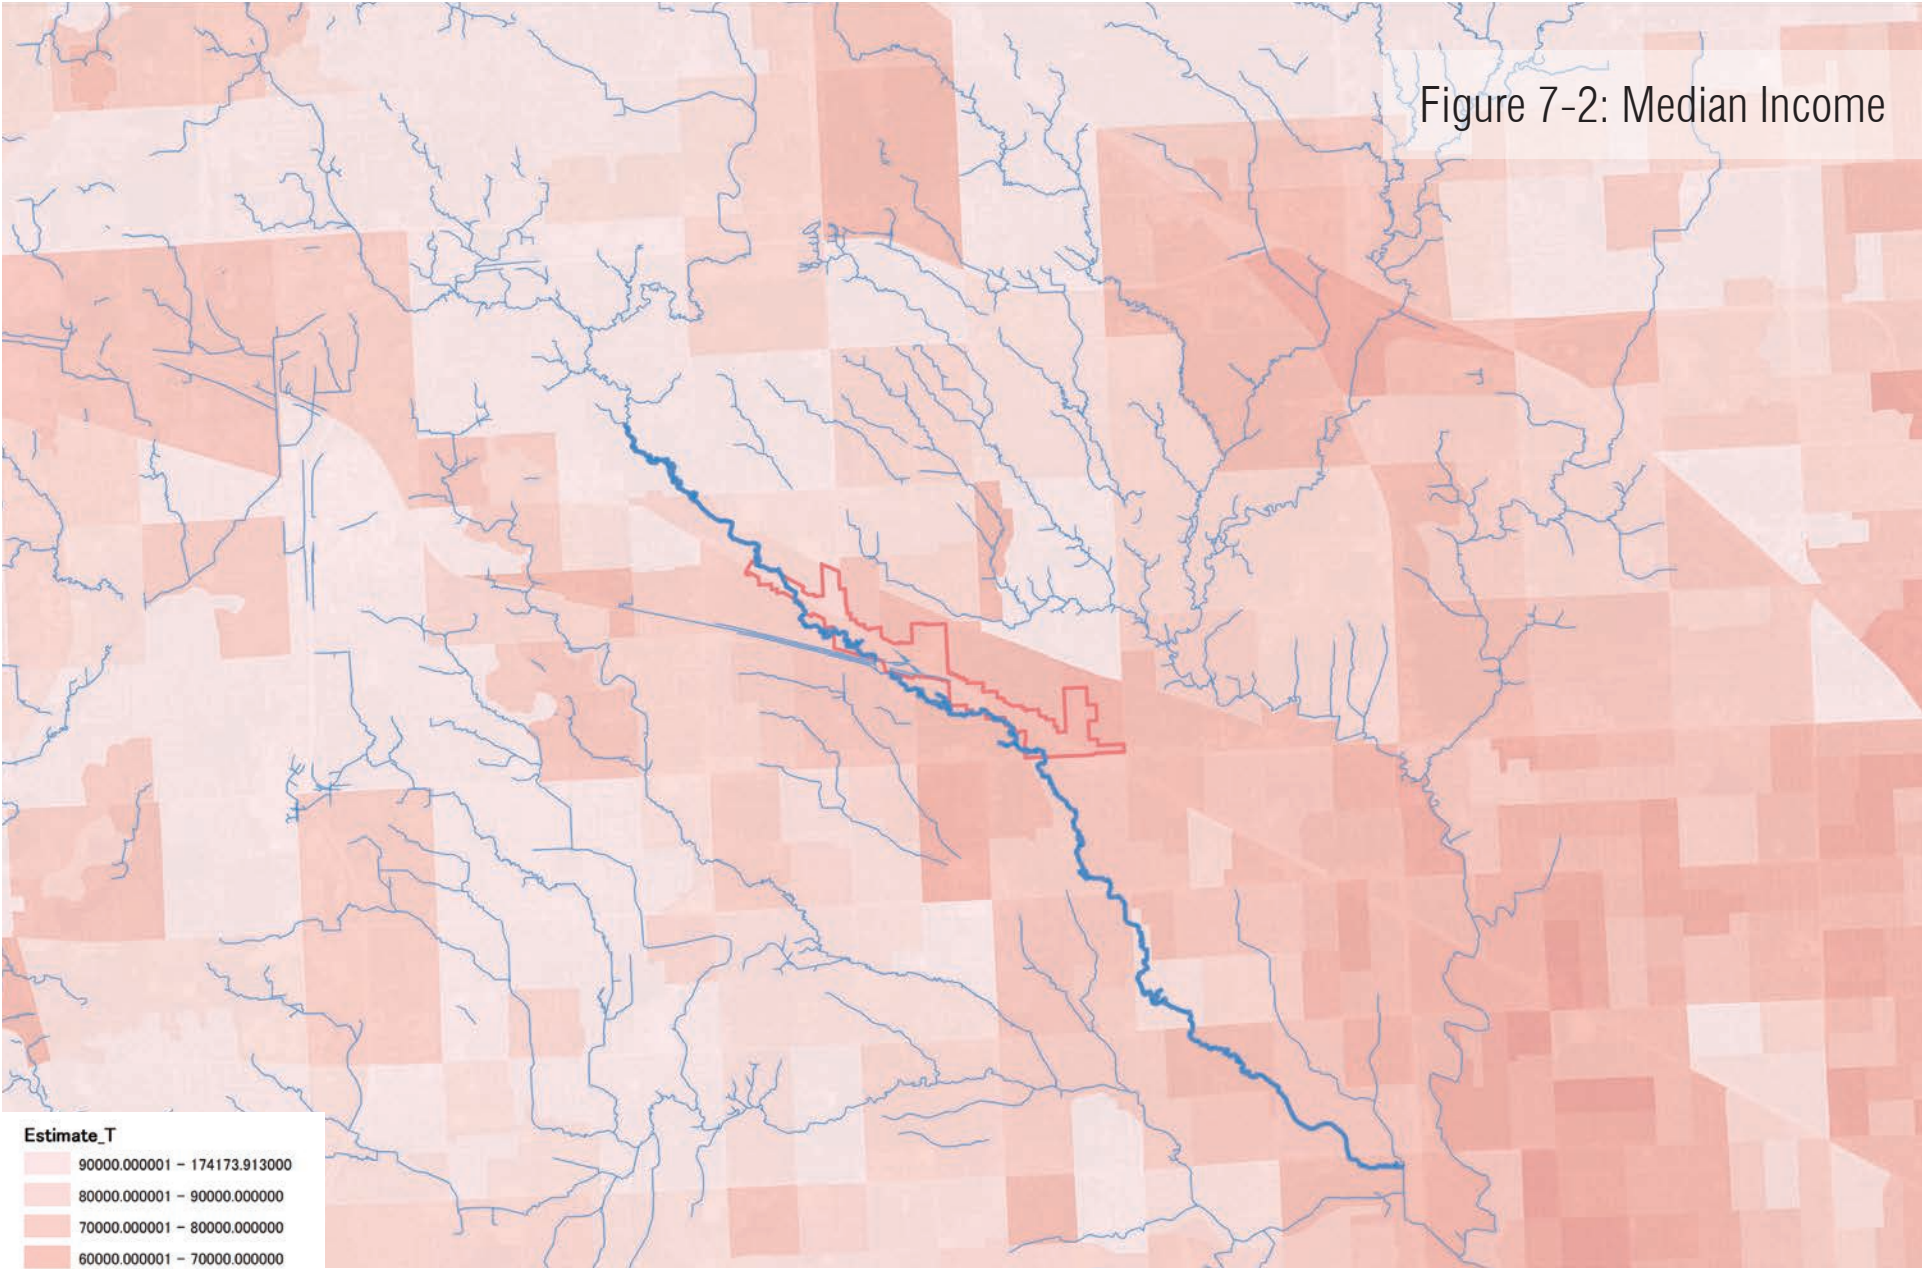 Figure 7-2: Median Income
Estimate_T
90000.000001 - 174173.913000
80000.000001 - 90000.000000
70000.000001 - 80000.000000
60000.000001 - 70000.000000